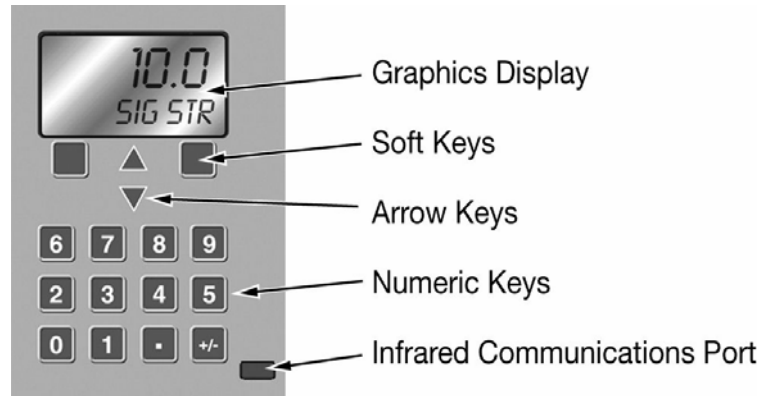 10.0
SIG STR
Graphics Display
Soft Keys
Arrow Keys
6 7 8 9
2 3 4 5
Numeric Keys
0 1 . +/-
Infrared Communications Port